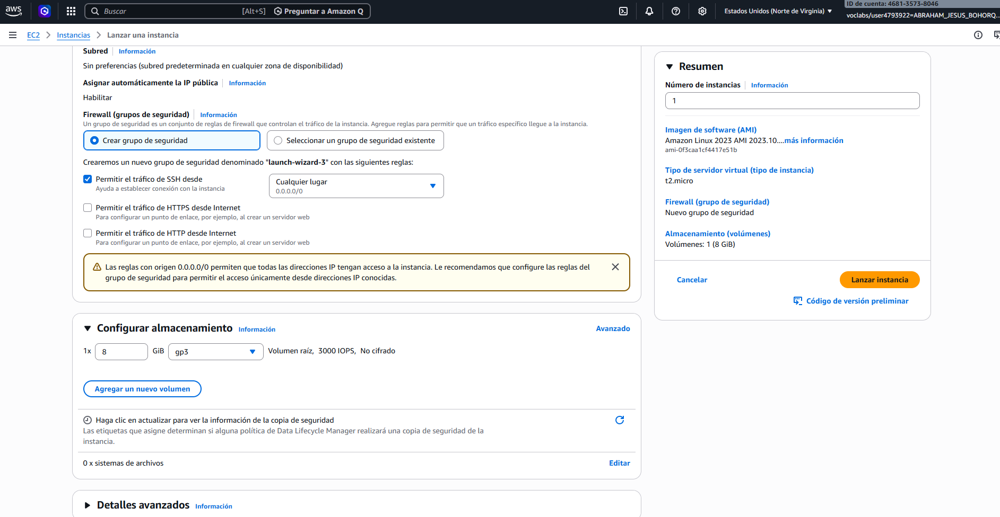 aws
Buscar
[Alt+S]
Preguntar a Amazon Q
Estados Unidos (Norte de Virginia)
ID de cuenta: 4681-3573-8046
voclabs/user4793922=ABRAHAM_JESUS_BOHORQ...
EC2
Instancias
Lanzar una instancia
Subred
Información
Sin preferencias (subred predeterminada en cualquier zona de disponibilidad)
Asignar automáticamente la IP pública
Información
Habilitar
Firewall (grupos de seguridad)
Información
Un grupo de seguridad es un conjunto de reglas de firewall que controlan el tráfico de la instancia. Agregue reglas para permitir que un tráfico específico llegue a la instancia.
Crear grupo de seguridad
Seleccionar un grupo de seguridad existente
Crearemos un nuevo grupo de seguridad denominado "launch-wizard-3" con las siguientes reglas:
Permitir el tráfico de SSH desde
Ayuda a establecer conexión con la instancia
Cualquier lugar
0.0.0.0/0
Permitir el tráfico de HTTPS desde Internet
Para configurar un punto de enlace, por ejemplo, al crear un servidor web
Permitir el tráfico de HTTP desde Internet
Para configurar un punto de enlace, por ejemplo, al crear un servidor web
Las reglas con origen 0.0.0.0/0 permiten que todas las direcciones IP tengan acceso a la instancia. Le recomendamos que configure las reglas del
grupo de seguridad para permitir el acceso únicamente desde direcciones IP conocidas.
Configurar almacenamiento
Información
Avanzado
1x
8
GiB
gp3
Volumen raíz, 3000 IOPS, No cifrado
Agregar un nuevo volumen
Haga clic en actualizar para ver la información de la copia de seguridad
Las etiquetas que asigne determinan si alguna política de Data Lifecycle Manager realizará una copia de seguridad de la
instancia.
0 x sistemas de archivos
Editar
Detalles avanzados
Información
Resumen
Número de instancias
Información
1
Imagen de software (AMI)
Amazon Linux 2023 AMI 2023.10....más información
ami-0f3caa1cf4417e51b
Tipo de servidor virtual (tipo de instancia)
t2.micro
Firewall (grupo de seguridad)
Nuevo grupo de seguridad
Almacenamiento (volúmenes)
Volúmenes: 1 (8 GiB)
Cancelar
Lanzar instancia
Código de versión preliminar